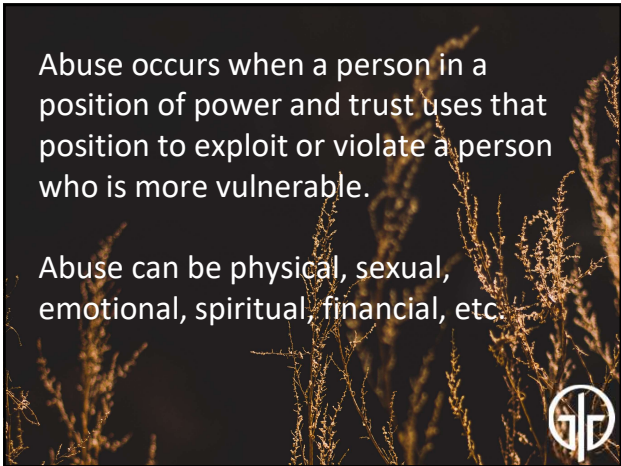 Abuse occurs when a person in a
position of power and trust uses that
position to exploit or violate a person
who is more vulnerable.
Abuse can be physical, sexual,
emotional, spiritual, financial, etc.